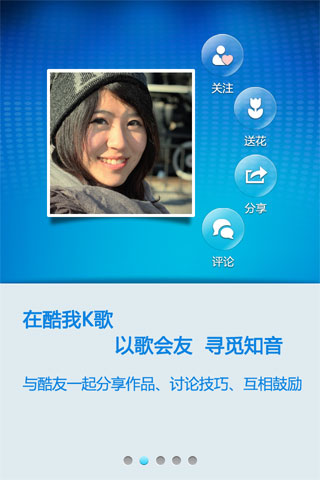 关注
送花
分享
评论
在酷我K歌
以歌会友 寻觅知音
与酷友一起分享作品、讨论技巧、互相鼓励